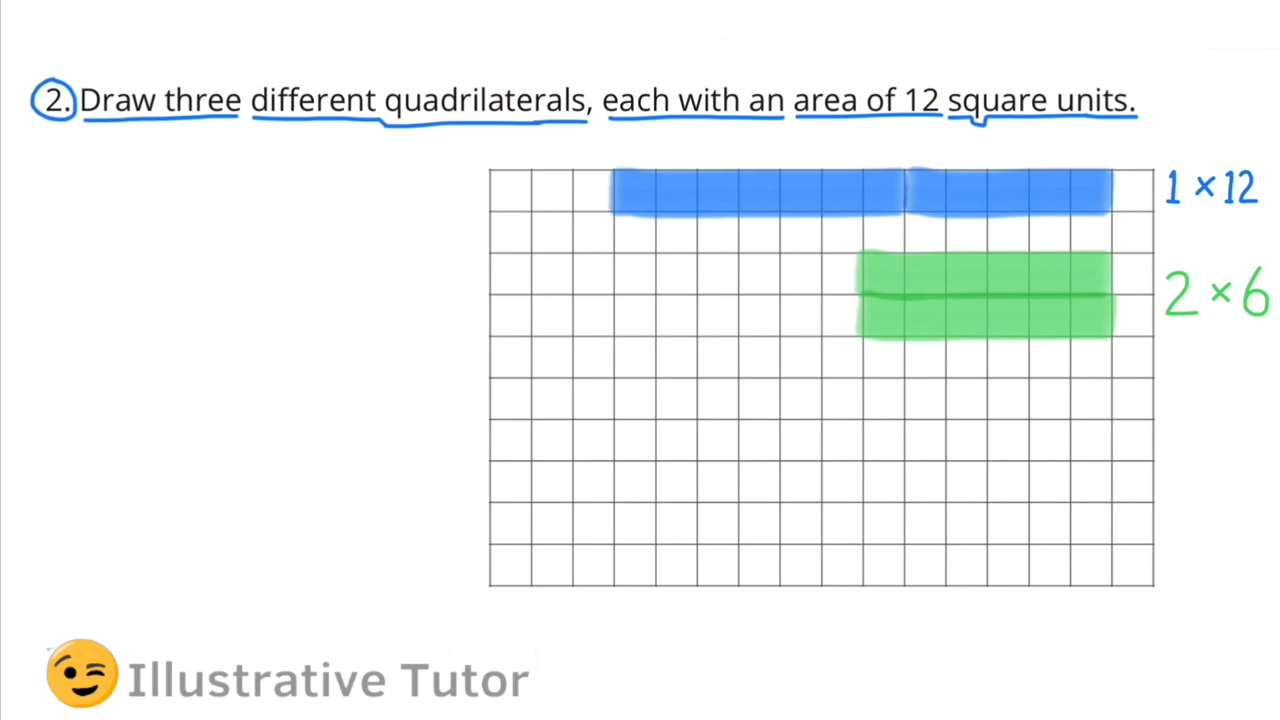 2. Draw three different quadrilaterals, each with an area of 12 square units.
1 × 12
2 × 6
Illustrative Tutor